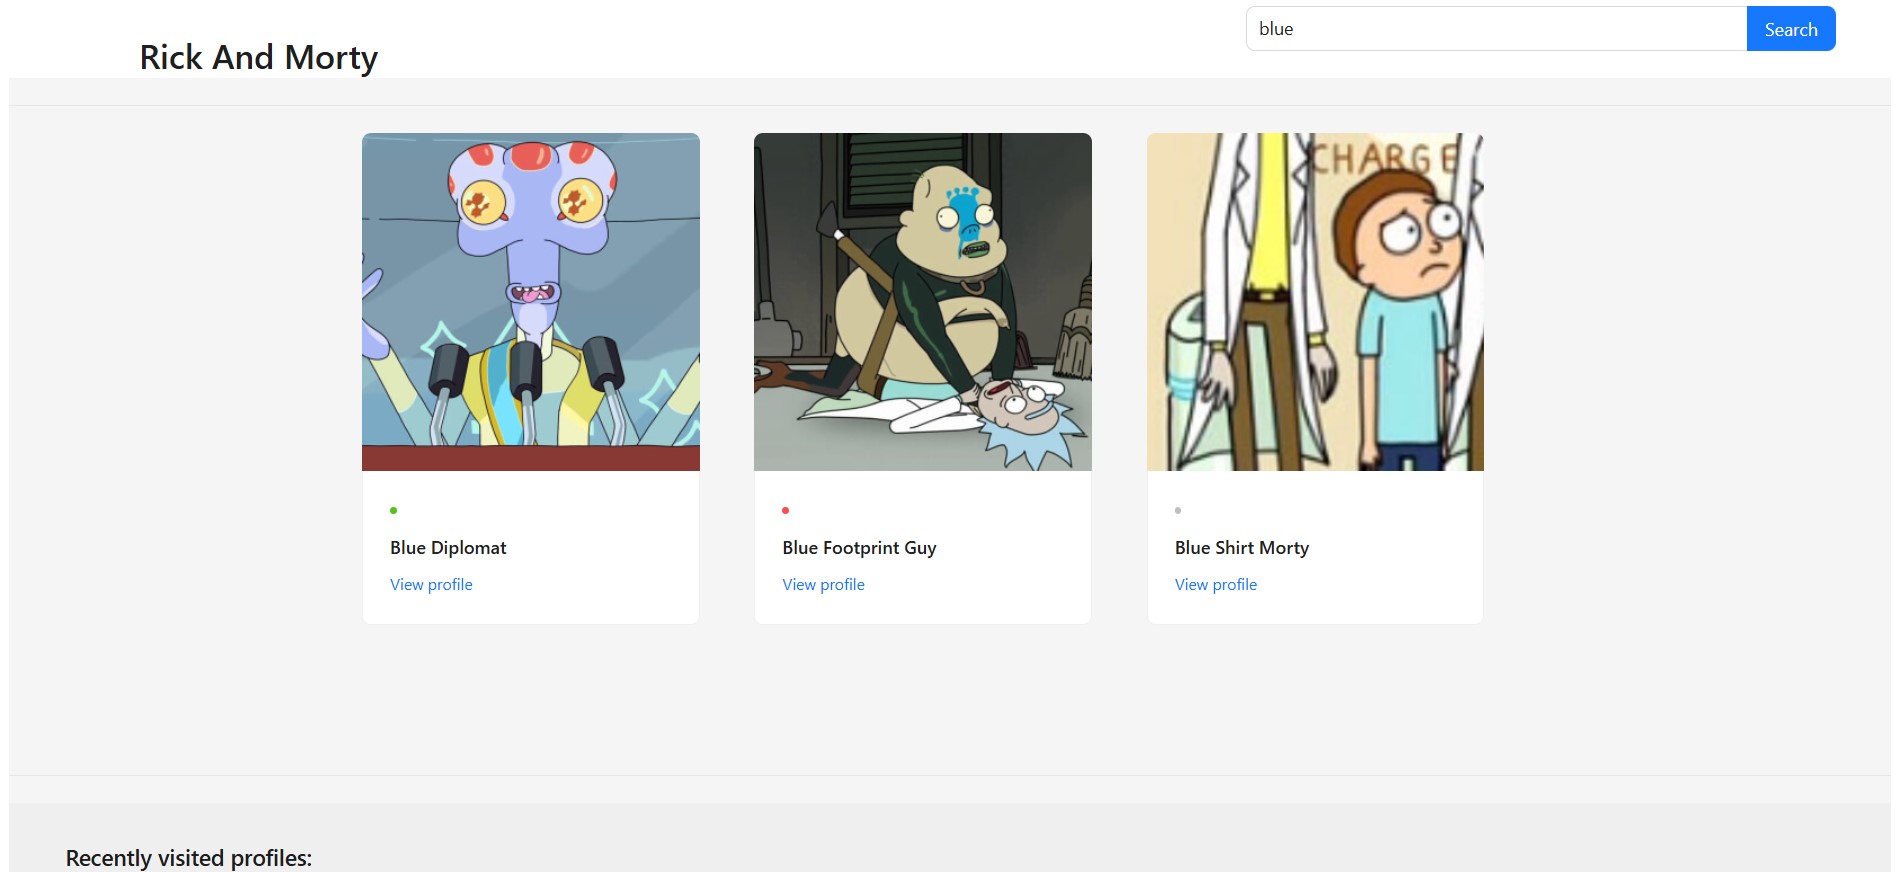 Rick And Morty
blue
Search
CHARGE
Blue Diplomat
View profile
Blue Footprint Guy
View profile
Blue Shirt Morty
View profile
Recently visited profiles: